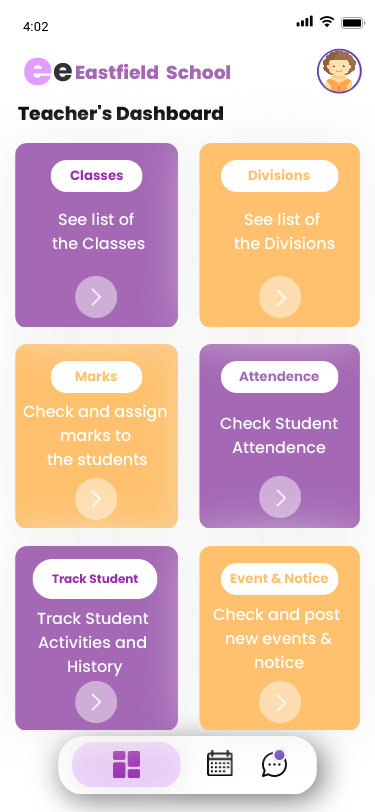 4:02
ee Eastfield School
Teacher's Dashboard
Classes
See list of
the Classes
Divisions
See list of
the Divisions
Marks
Check and assign
marks to
the students
Attendence
Check Student
Attendence
Track Student
Track Student
Activities and
History
Event & Notice
Check and post
new events &
notice